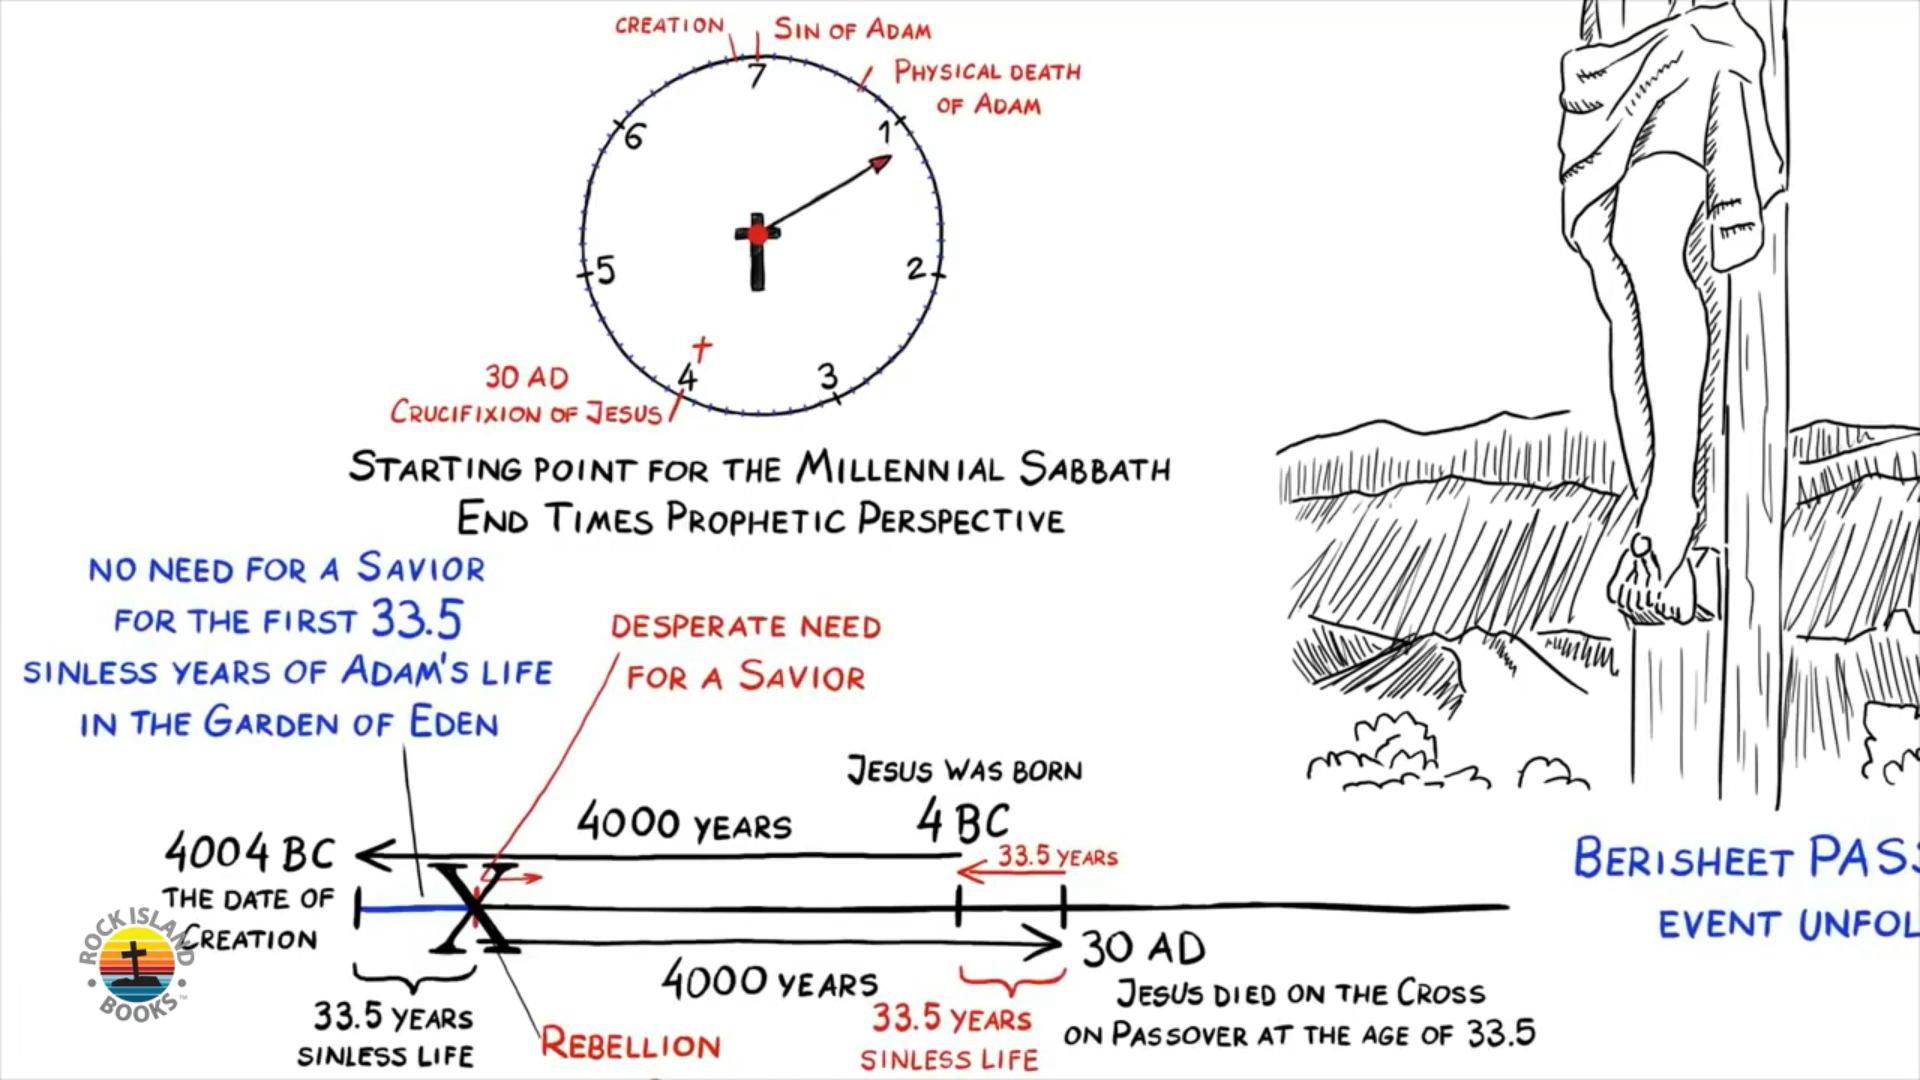 CREATION
SIN OF ADAM
PHYSICAL DEATH
OF ADAM
7
1
2
3
4
5
6
30 AD
CRUCIFIXION OF JESUS
STARTING POINT FOR THE MILLENNIAL SABBATH
END TIMES PROPHETIC PERSPECTIVE
NO NEED FOR A SAVIOR
FOR THE FIRST 33.5
SINLESS YEARS OF ADAM'S LIFE
IN THE GARDEN OF EDEN
DESPERATE NEED
FOR A SAVIOR
JESUS WAS BORN
4 BC
4000 YEARS
33.5 YEARS
4004 BC
THE DATE OF
CREATION
X
30 AD
4000 YEARS
JESUS DIED ON THE CROSS
ON PASSOVER AT THE AGE OF 33.5
33.5 YEARS
SINLESS LIFE
REBELLION
33.5 YEARS
SINLESS LIFE
BERISHEET PASS
EVENT UNFOL
ROCK ISLAND
BOOKS™